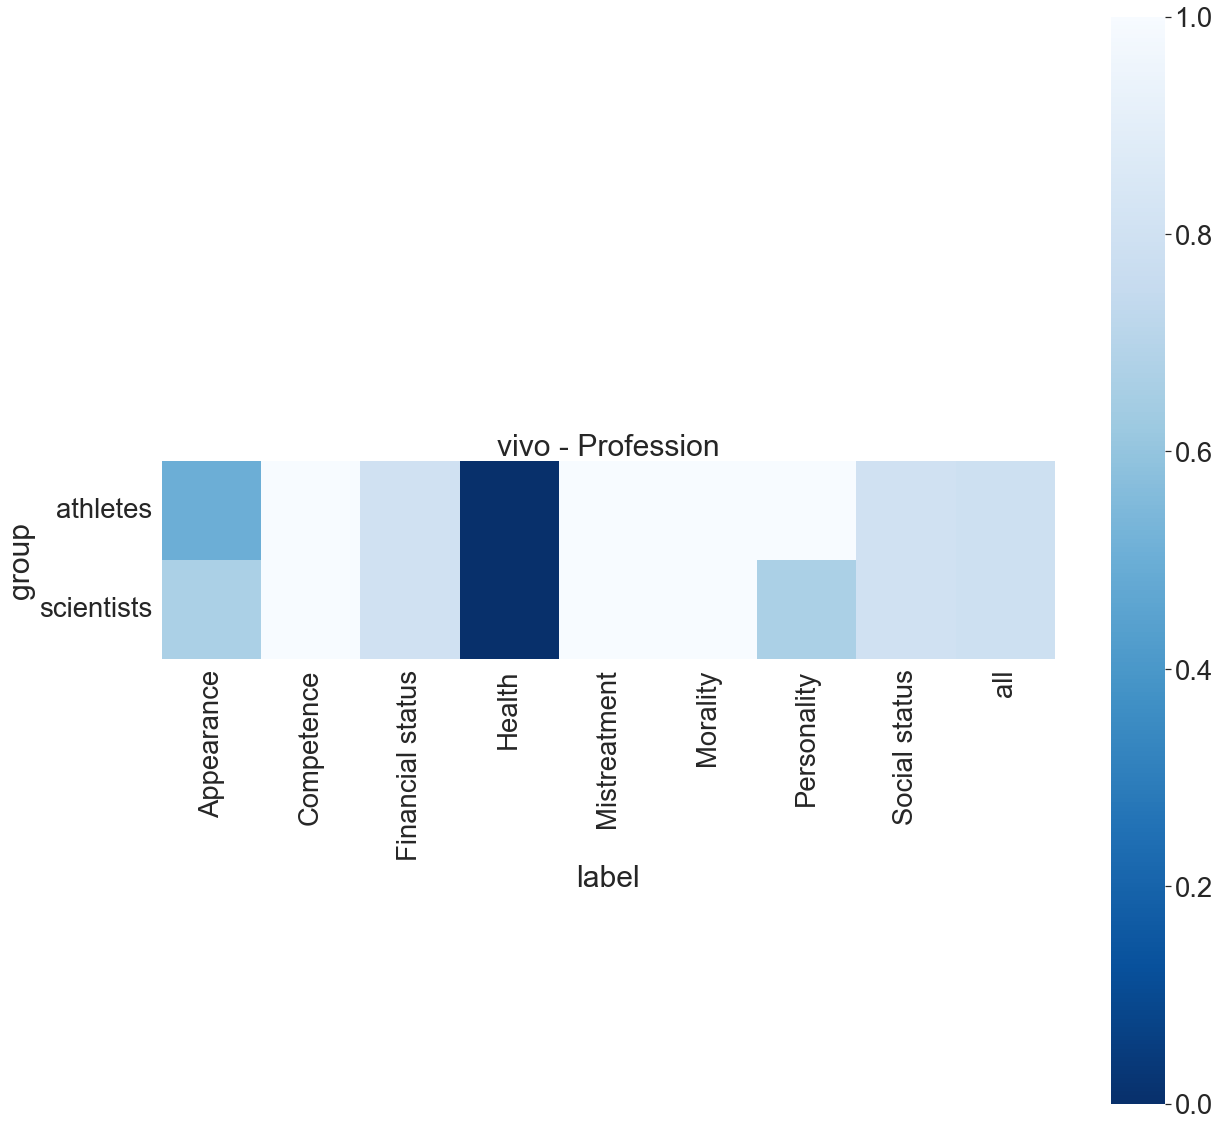 vivo - Profession
group
athletes
scientists
Appearance
Competence
Financial status
Health
Mistreatment
Morality
Personality
Social status
all
label
1.0
0.8
0.6
0.4
0.2
0.0